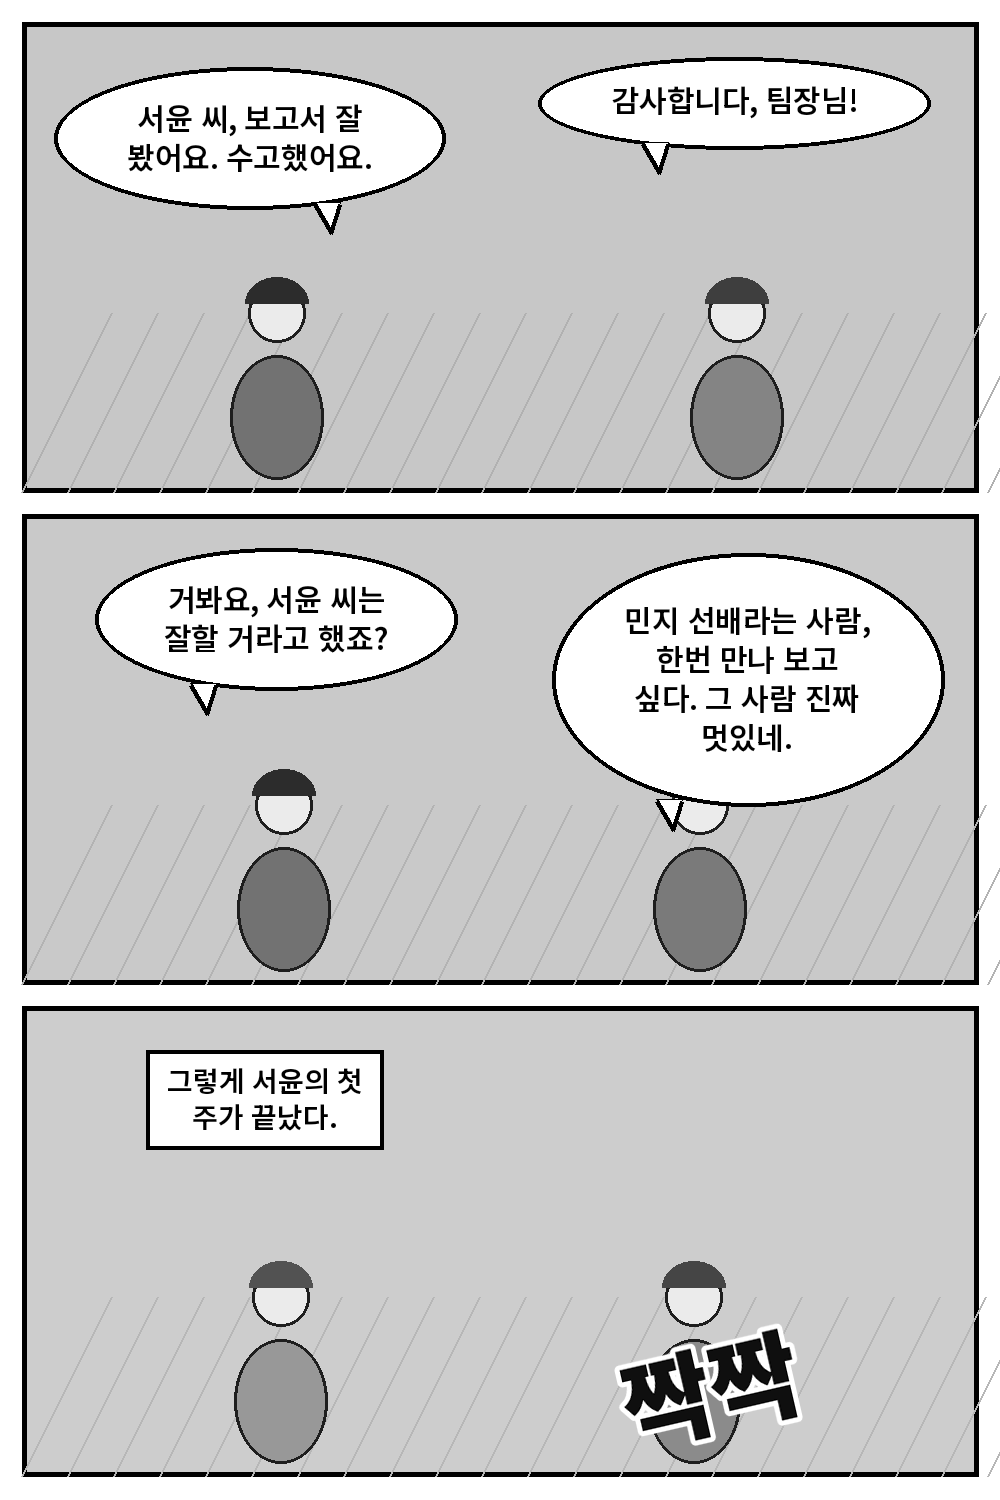 서윤 씨, 보고서 잘
봤어요. 수고했어요.
감사합니다, 팀장님!
거봐요, 서윤 씨는
잘할 거라고 했죠?
민지 선배라는 사람,
한번 만나 보고
싶다. 그 사람 진짜
멋있네.
그렇게 서윤의 첫
주가 끝났다.
짝짝